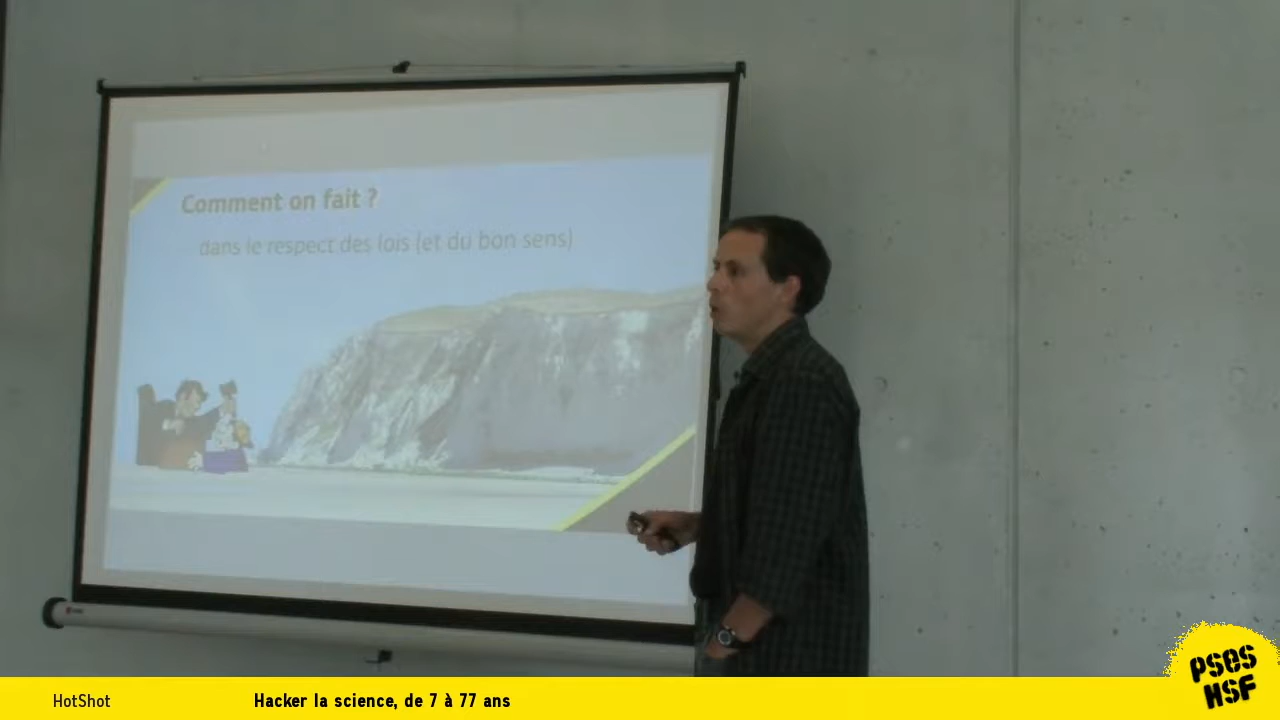 Comment on fait ?
dans le respect des lois (et du bon sens)
PSES
HSF
HotShot
Hacker la science, de 7 à 77 ans